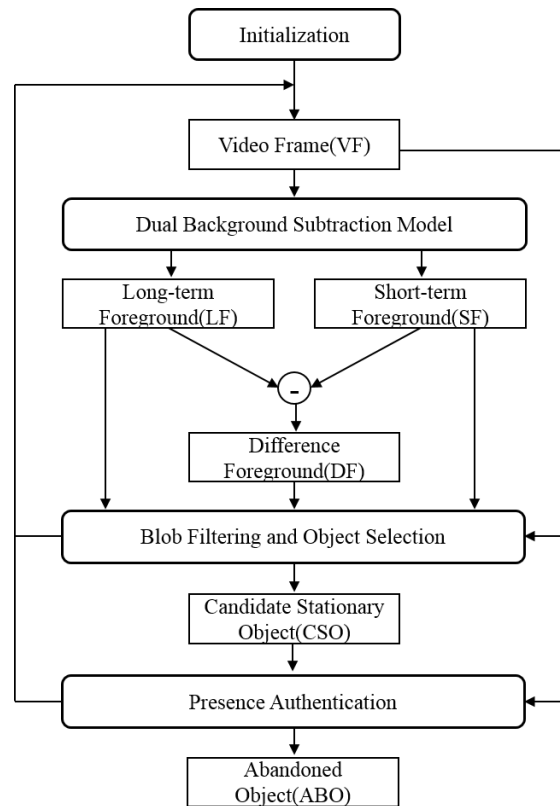 Initialization
Video Frame(VF)
Dual Background Subtraction Model
Long-term
Foreground(LF)
Short-term
Foreground(SF)
-
Difference
Foreground(DF)
Blob Filtering and Object Selection
Candidate Stationary
Object(CSO)
Presence Authentication
Abandoned
Object(ABO)